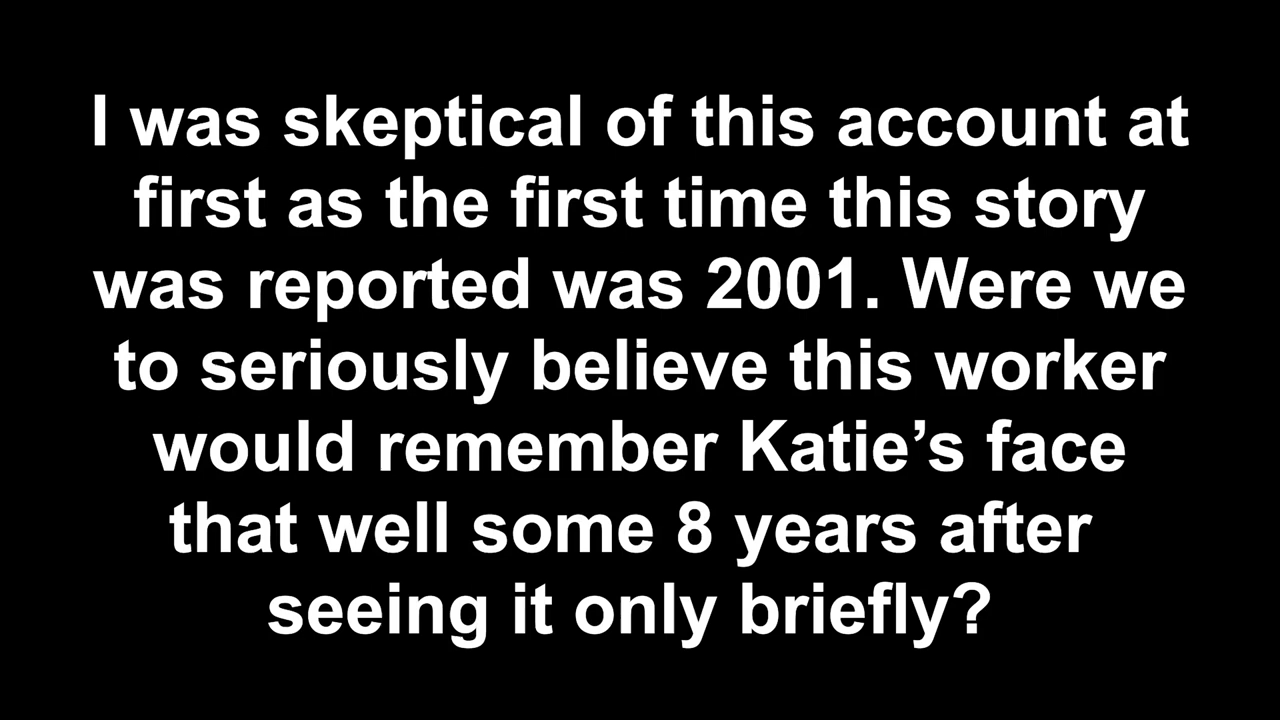 I was skeptical of this account at
first as the first time this story
was reported was 2001. Were we
to seriously believe this worker
would remember Katie’s face
that well some 8 years after
seeing it only briefly?